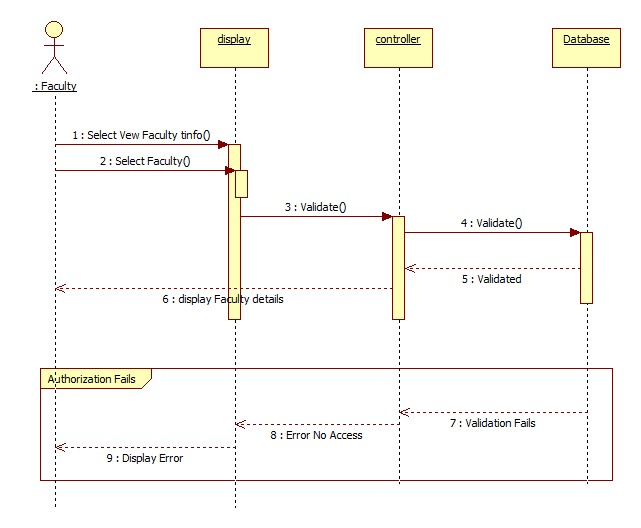 display
controller
Database
: Faculty
1 : Select Vew Faculty tinfo()
2 : Select Faculty()
3 : Validate()
4 : Validate()
5 : Validated
6 : display Faculty details
Authorization Fails
7 : Validation Fails
8 : Error No Access
9 : Display Error